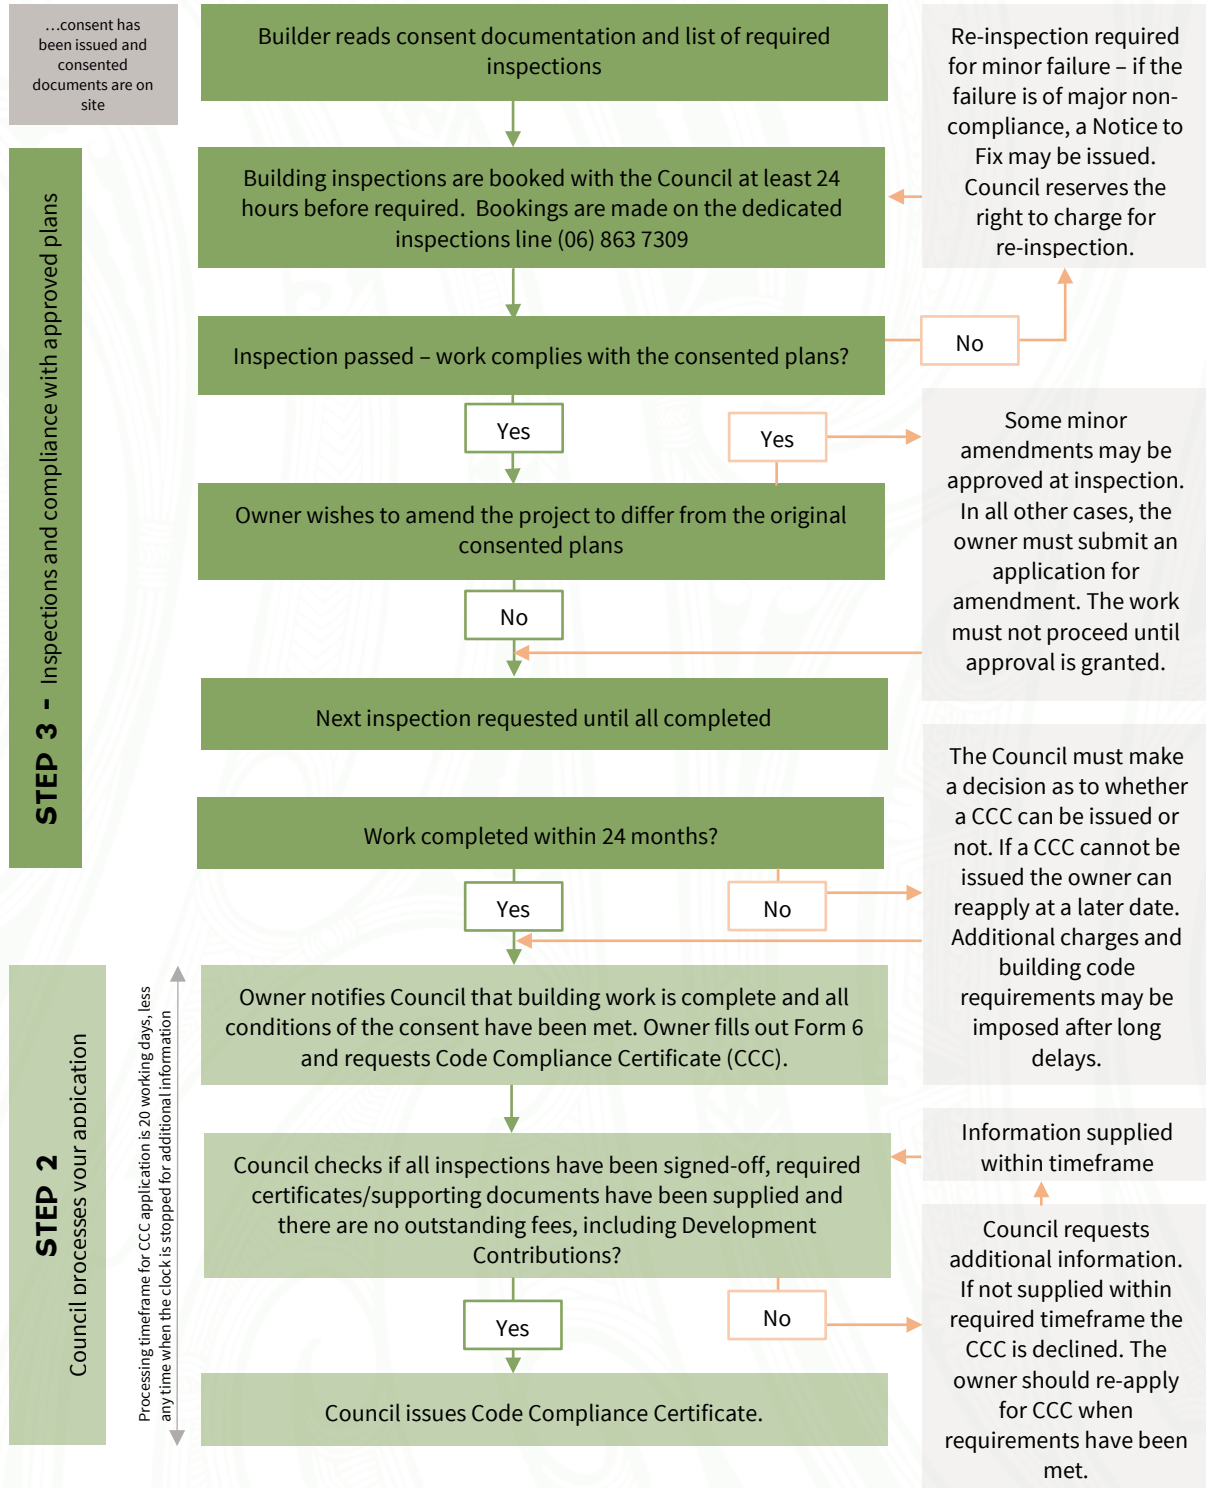 ...consent has
been issued and
consented
documents are on
site
Builder reads consent documentation and list of required
inspections
Re-inspection required
for minor failure – if the
failure is of major non-
compliance, a Notice to
Fix may be issued.
Council reserves the
right to charge for
re-inspection.
STEP 3 - Inspections and compliance with approved plans
Building inspections are booked with the Council at least 24
hours before required.  Bookings are made on the dedicated
inspections line (06) 863 7309
Inspection passed – work complies with the consented plans?
No
Yes
Yes
Some minor
amendments may be
approved at inspection.
In all other cases, the
owner must submit an
application for
amendment. The work
must not proceed until
approval is granted.
Owner wishes to amend the project to differ from the original
consented plans
No
Next inspection requested until all completed
Work completed within 24 months?
Yes
No
The Council must make
a decision as to whether
a CCC can be issued or
not. If a CCC cannot be
issued the owner can
reapply at a later date.
Additional charges and
building code
requirements may be
imposed after long
delays.
STEP 2
Council processes your application
Processing timeframe for CCC application is 20 working days, less
any time when the clock is stopped for additional information
Owner notifies Council that building work is complete and all
conditions of the consent have been met. Owner fills out Form 6
and requests Code Compliance Certificate (CCC).
Council checks if all inspections have been signed-off, required
certificates/supporting documents have been supplied and
there are no outstanding fees, including Development
Contributions?
Information supplied
within timeframe
Yes
No
Council requests
additional information.
If not supplied within
required timeframe the
CCC is declined. The
owner should re-apply
for CCC when
requirements have been
met.
Council issues Code Compliance Certificate.